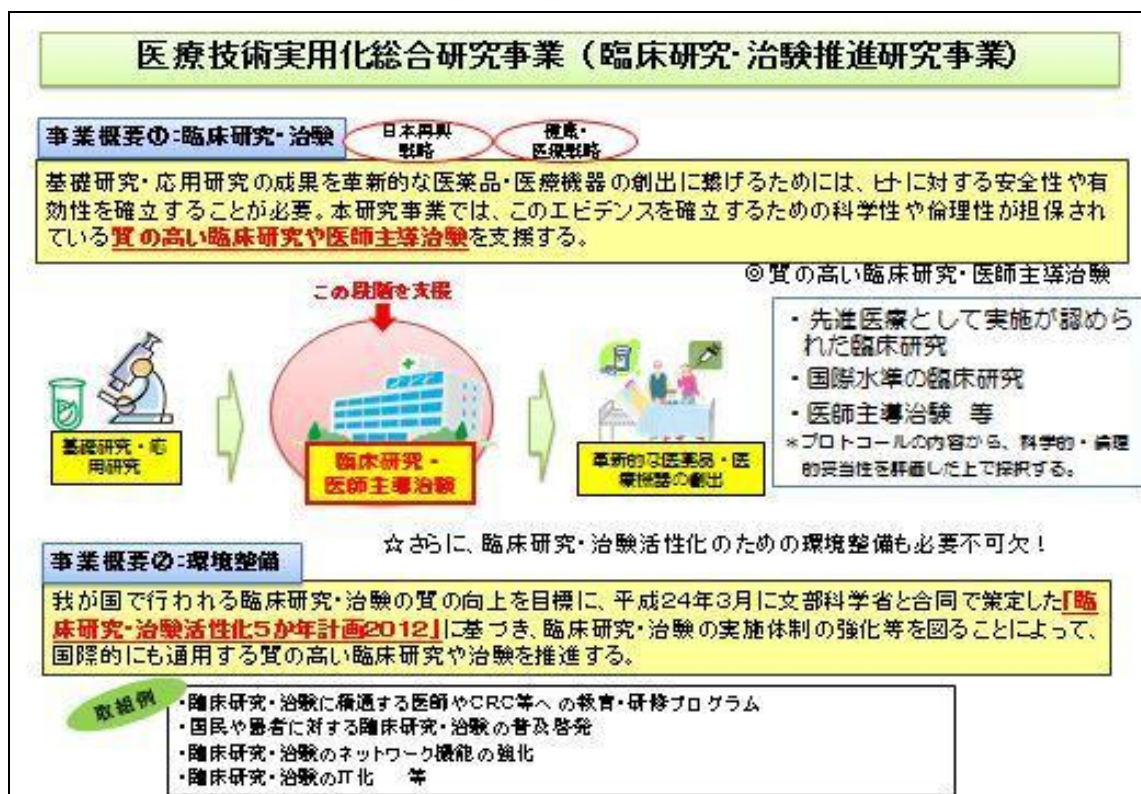 医療技術実用化総合研究事業（臨床研究・治験推進研究事業）
事業概要①：臨床研究・治験
日本再興
戦略
健康・
医療戦略
基礎研究・応用研究の成果を革新的な医薬品・医療機器の創出に繋げるためには、ヒトに対する安全性や有
効性を確立することが必要。本研究事業では、このエビデンスを確立するための科学性や倫理性が担保され
ている質の高い臨床研究や医師主導治験を支援する。
◎質の高い臨床研究・医師主導治験
この段階を支援
基礎研究・応
用研究
臨床研究・
医師主導治験
革新的な医薬品・医
療機器の創出
・先進医療として実施が認めら
れた臨床研究
・国際水準の臨床研究
・医師主導治験 等
＊プロトコールの内容から、科学的・倫理
的妥当性を評価した上で採択する。
☆さらに、臨床研究・治験活性化のための環境整備も必要不可欠！
事業概要②：環境整備
我が国で行われる臨床研究・治験の質の向上を目標に、平成24年3月に文部科学省と合同で策定した「臨
床研究・治験活性化5か年計画2012」に基づき、臨床研究・治験の実施体制の強化等を図ることによって、
国際的にも通用する質の高い臨床研究や治験を推進する。
取組例
・臨床研究・治験に精通する医師やCRC等への教育・研修プログラム
・国民や患者に対する臨床研究・治験の普及啓発
・臨床研究・治験のネットワーク機能の強化
・臨床研究・治験のIT化 等